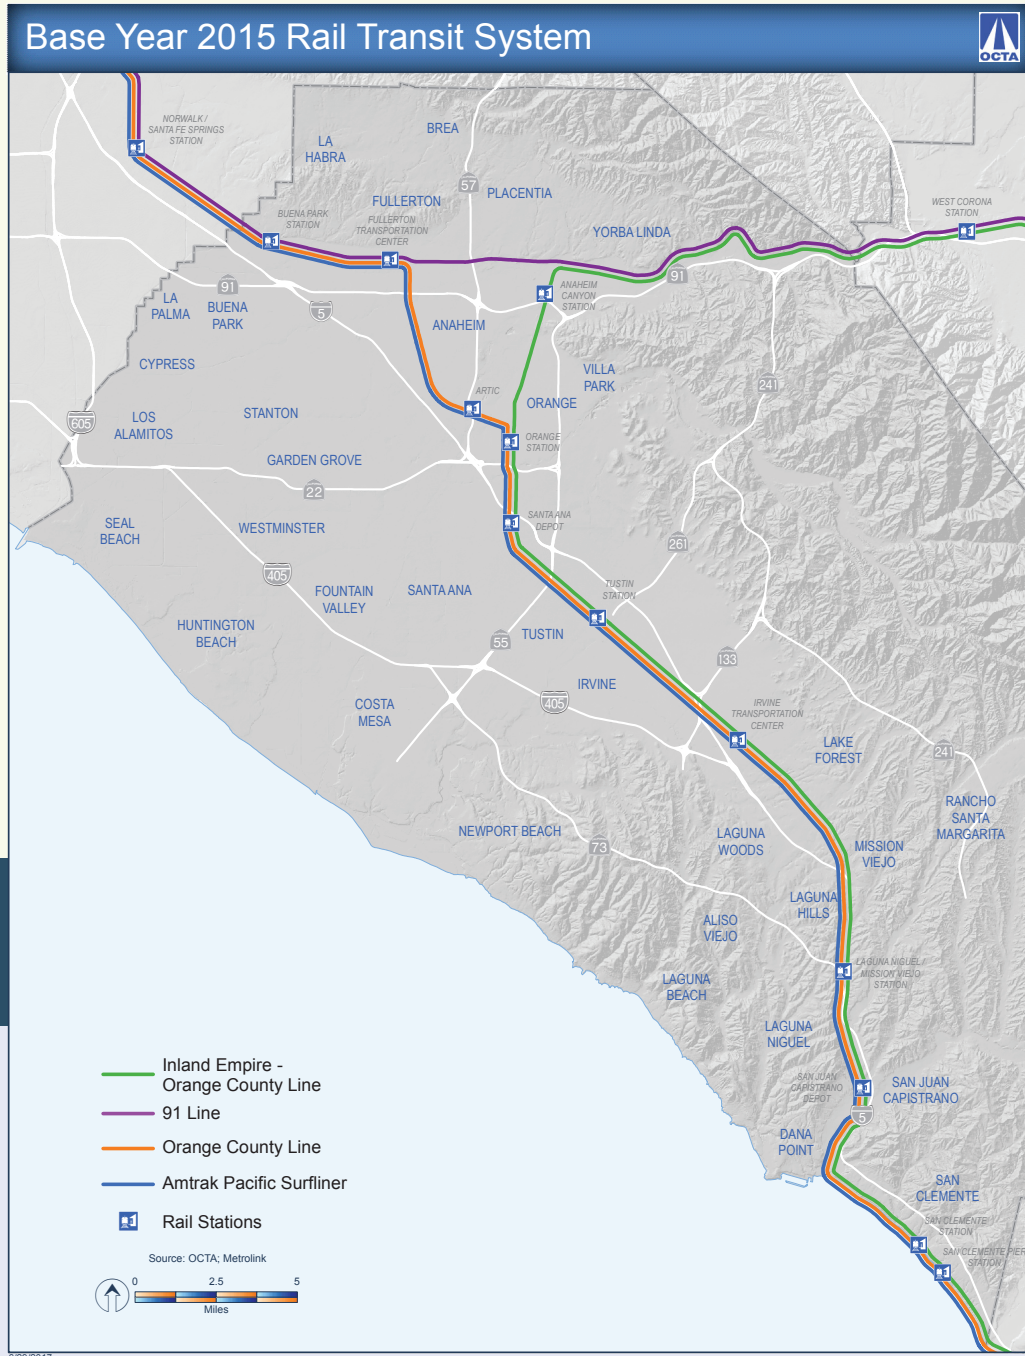 Base Year 2015 Rail Transit System
OCTA
NORWALK /
SANTA FE SPRINGS
STATION
LA
HABRA
BREA
57
PLACENTIA
FULLERTON
BUENA PARK
STATION
FULLERTON
TRANSPORTATION
CENTER
YORBA LINDA
WEST CORONA
STATION
91
LA
PALMA
BUENA
PARK
91
5
ANAHEIM
ANAHEIM
CANYON
STATION
CYPRESS
VILLA
PARK
241
ARTIC
ORANGE
605
LOS
ALAMITOS
STANTON
ORANGE
STATION
GARDEN GROVE
22
SEAL
BEACH
WESTMINSTER
SANTA ANA
DEPOT
261
405
FOUNTAIN
VALLEY
SANTA ANA
TUSTIN
STATION
HUNTINGTON
BEACH
55
TUSTIN
133
IRVINE
405
COSTA
MESA
IRVINE
TRANSPORTATION
CENTER
LAKE
FOREST
241
RANCHO
SANTA
MARGARITA
NEWPORT BEACH
73
LAGUNA
WOODS
MISSION
VIEJO
LAGUNA
HILLS
ALISO
VIEJO
LAGUNA NIGUEL /
MISSION VIEJO
STATION
LAGUNA
BEACH
LAGUNA
NIGUEL
SAN JUAN
CAPISTRANO
DEPOT
SAN JUAN
CAPISTRANO
5
DANA
POINT
SAN
CLEMENTE
SAN CLEMENTE
STATION
SAN CLEMENTE PIER
STATION
Inland Empire -
Orange County Line
91 Line
Orange County Line
Amtrak Pacific Surfliner
Rail Stations
Source: OCTA; Metrolink
0 2.5 5
Miles